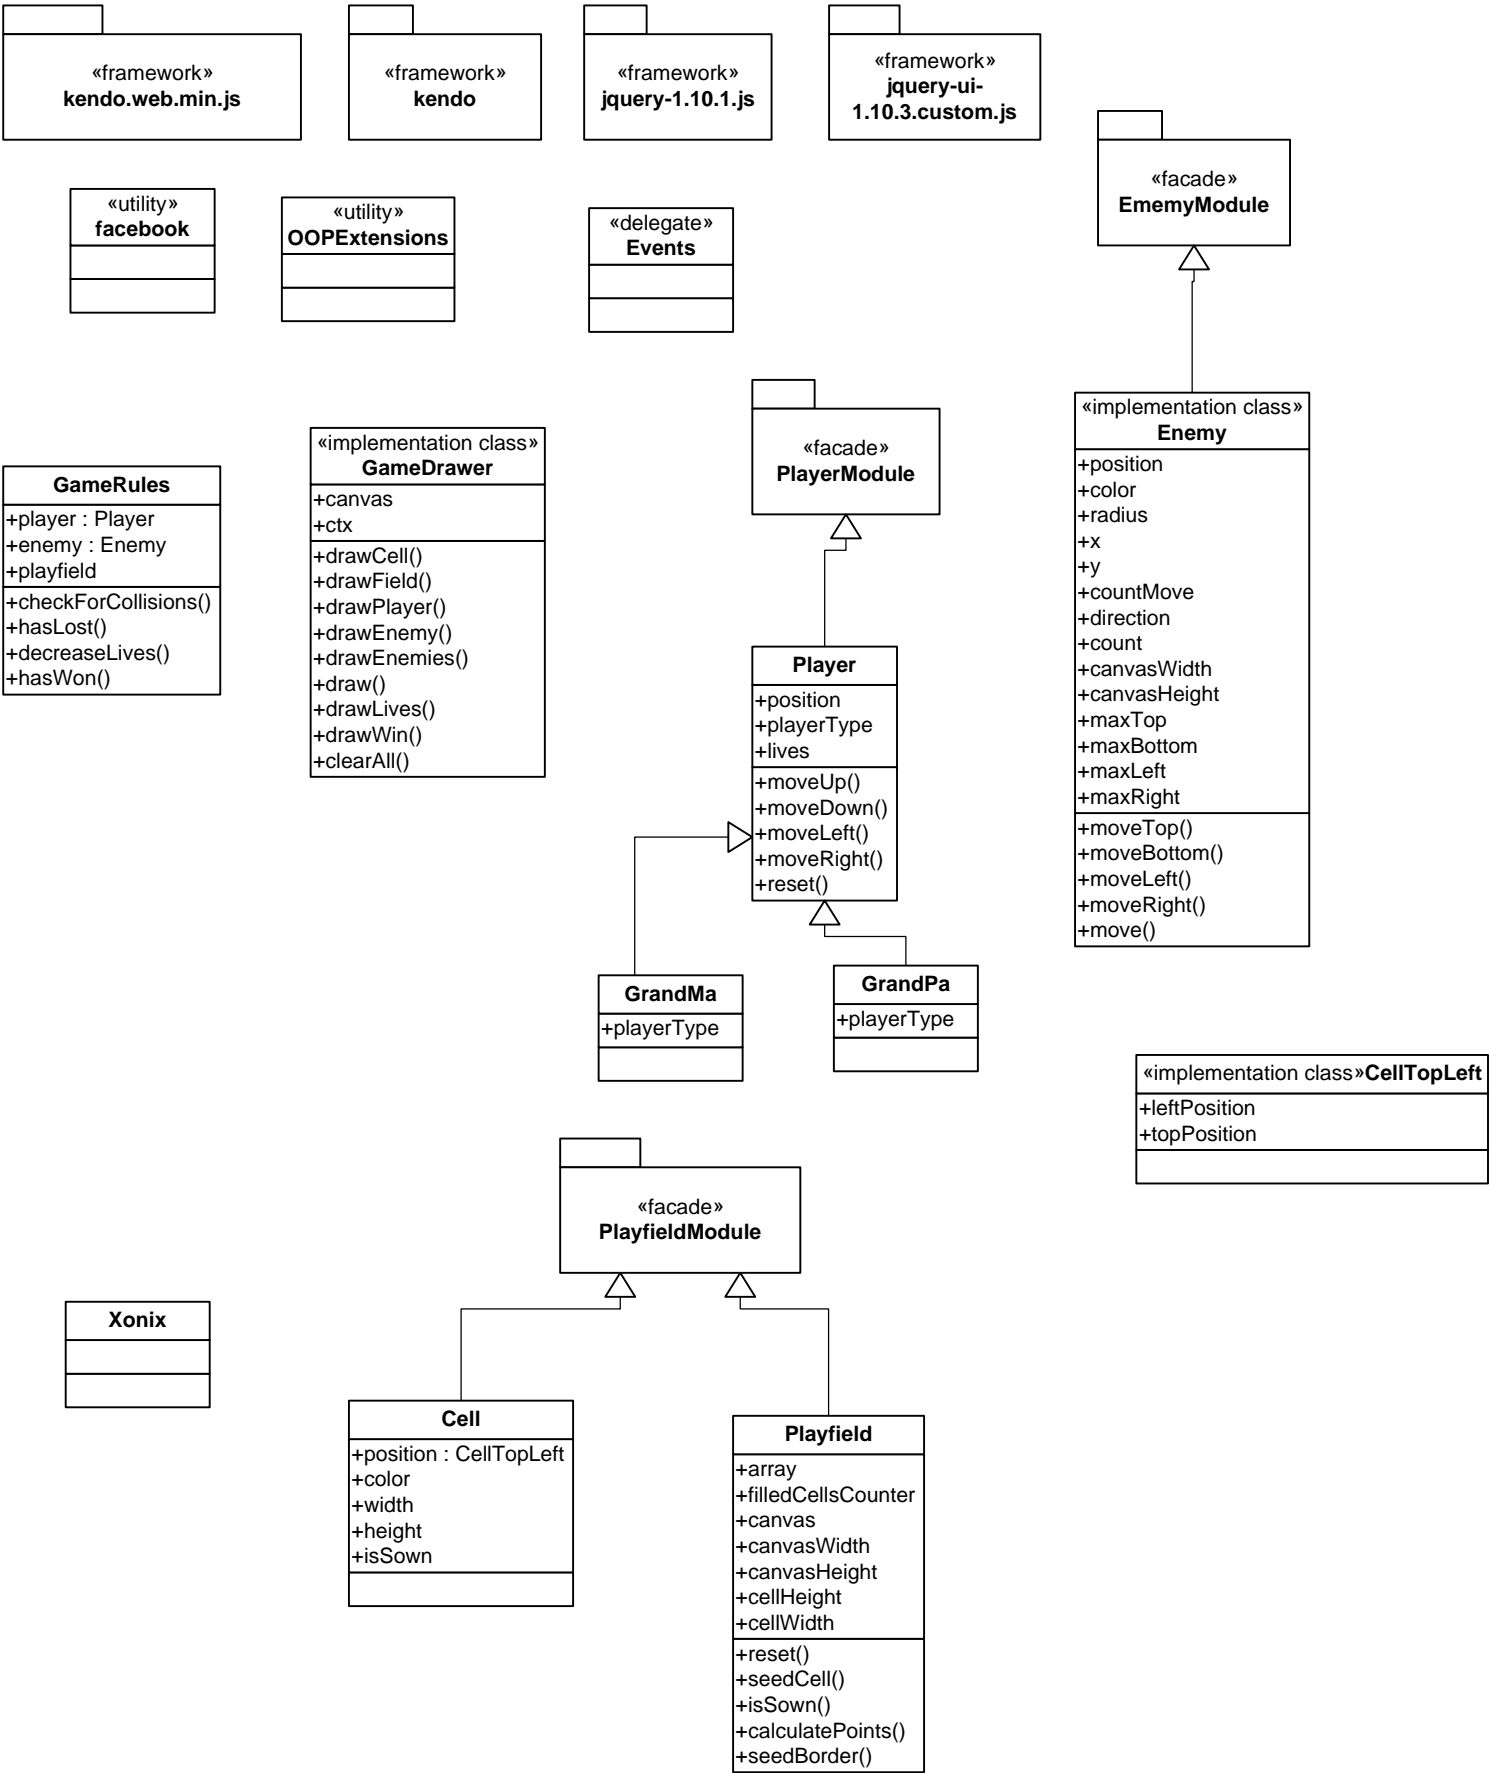 «framework»
kendo.web.min.js
«framework»
kendo
«framework»
jquery-1.10.1.js
«framework»
jquery-ui-
1.10.3.custom.js
«facade»
EmemyModule
«utility»
facebook
«utility»
OOPExtensions
«delegate»
Events
«facade»
PlayerModule
«implementation class»
Enemy
+position
+color
+radius
+x
+y
+countMove
+direction
+count
+canvasWidth
+canvasHeight
+maxTop
+maxBottom
+maxLeft
+maxRight
+moveTop()
+moveBottom()
+moveLeft()
+moveRight()
+move()
GameRules
+player : Player
+enemy : Enemy
+playfield
+checkForCollisions()
+hasLost()
+decreaseLives()
+hasWon()
«implementation class»
GameDrawer
+canvas
+ctx
+drawCell()
+drawField()
+drawPlayer()
+drawEnemy()
+drawEnemies()
+draw()
+drawLives()
+drawWin()
+clearAll()
Player
+position
+playerType
+lives
+moveUp()
+moveDown()
+moveLeft()
+moveRight()
+reset()
GrandMa
+playerType
GrandPa
+playerType
«implementation class»CellTopLeft
+leftPosition
+topPosition
«facade»
PlayfieldModule
Xonix
Cell
+position : CellTopLeft
+color
+width
+height
+isSown
Playfield
+array
+filledCellsCounter
+canvas
+canvasWidth
+canvasHeight
+cellHeight
+cellWidth
+reset()
+seedCell()
+isSown()
+calculatePoints()
+seedBorder()